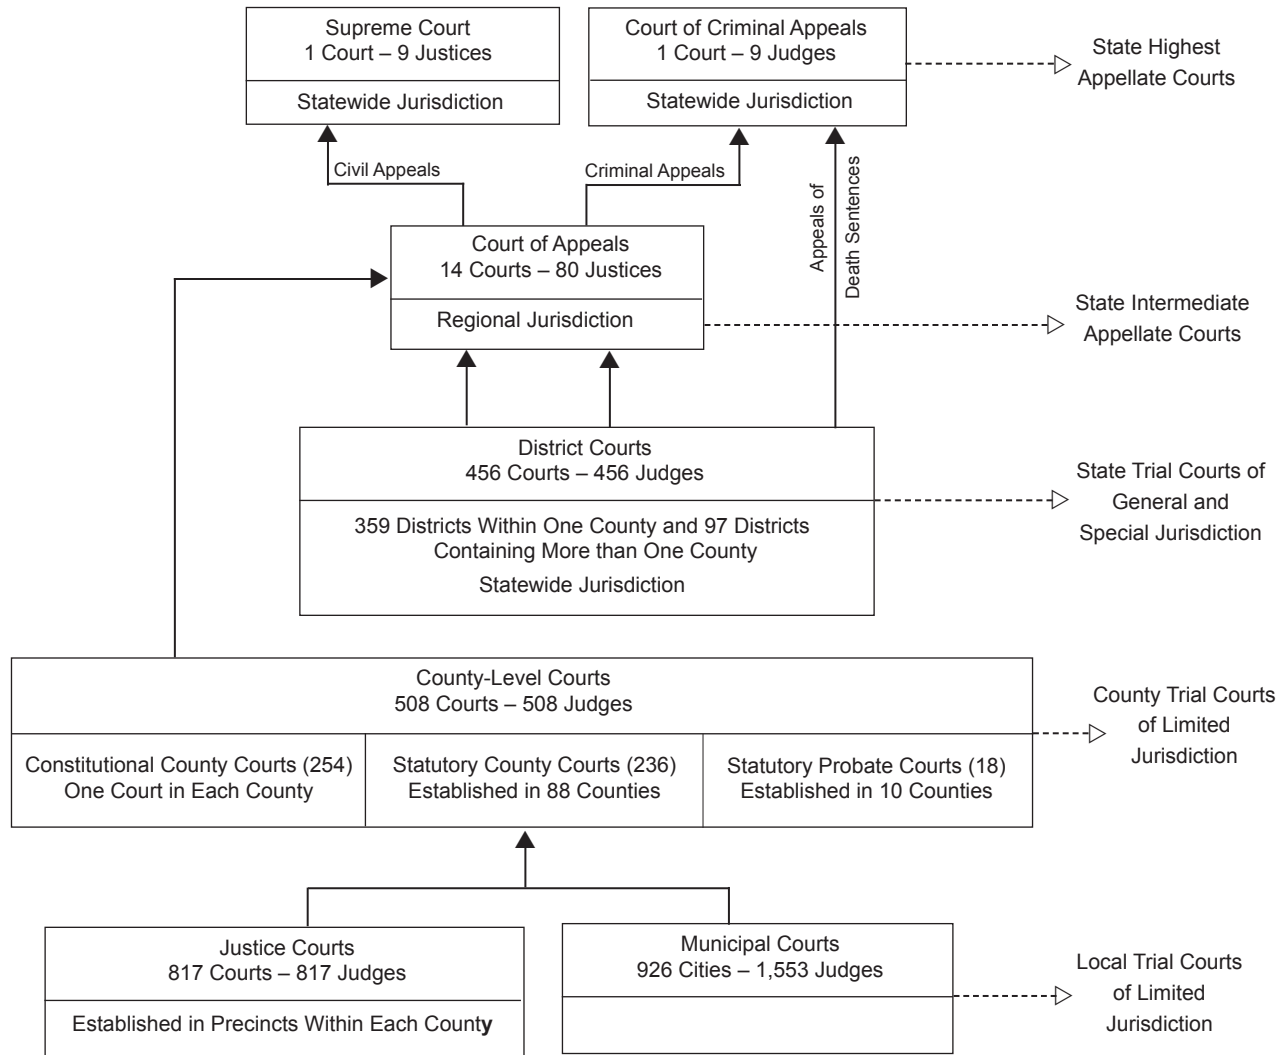 Supreme Court
1 Court – 9 Justices
Statewide Jurisdiction
Court of Criminal Appeals
1 Court – 9 Judges
Statewide Jurisdiction
State Highest
Appellate Courts
Civil Appeals
Criminal Appeals
Appeals of
Death Sentences
Court of Appeals
14 Courts – 80 Justices
Regional Jurisdiction
State Intermediate
Appellate Courts
District Courts
456 Courts – 456 Judges
359 Districts Within One County and 97 Districts
Containing More than One County
Statewide Jurisdiction
State Trial Courts of
General and
Special Jurisdiction
County-Level Courts
508 Courts – 508 Judges
Constitutional County Courts (254)
One Court in Each County
Statutory County Courts (236)
Established in 88 Counties
Statutory Probate Courts (18)
Established in 10 Counties
County Trial Courts
of Limited
Jurisdiction
Justice Courts
817 Courts – 817 Judges
Established in Precincts Within Each County
Municipal Courts
926 Cities – 1,553 Judges
Local Trial Courts
of Limited
Jurisdiction